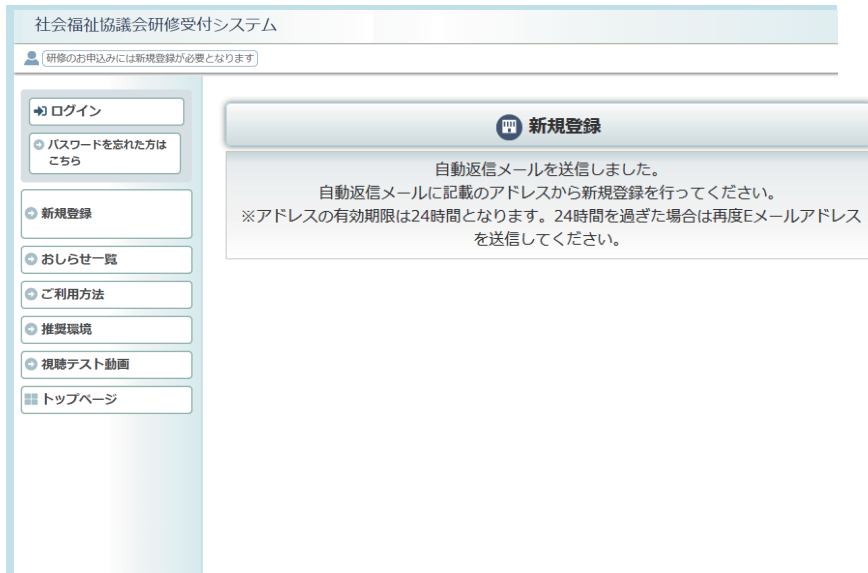 社会福祉協議会研修受付システム
研修のお申込みには新規登録が必要となります
ログイン
パスワードを忘れた方は
こちら
新規登録
おしらせ一覧
ご利用方法
推奨環境
視聴テスト動画
トップページ
新規登録
自動返信メールを送信しました。
自動返信メールに記載のアドレスから新規登録を行ってください。
※アドレスの有効期限は24時間となります。24時間を過ぎた場合は再度Eメールアドレス
を送信してください。